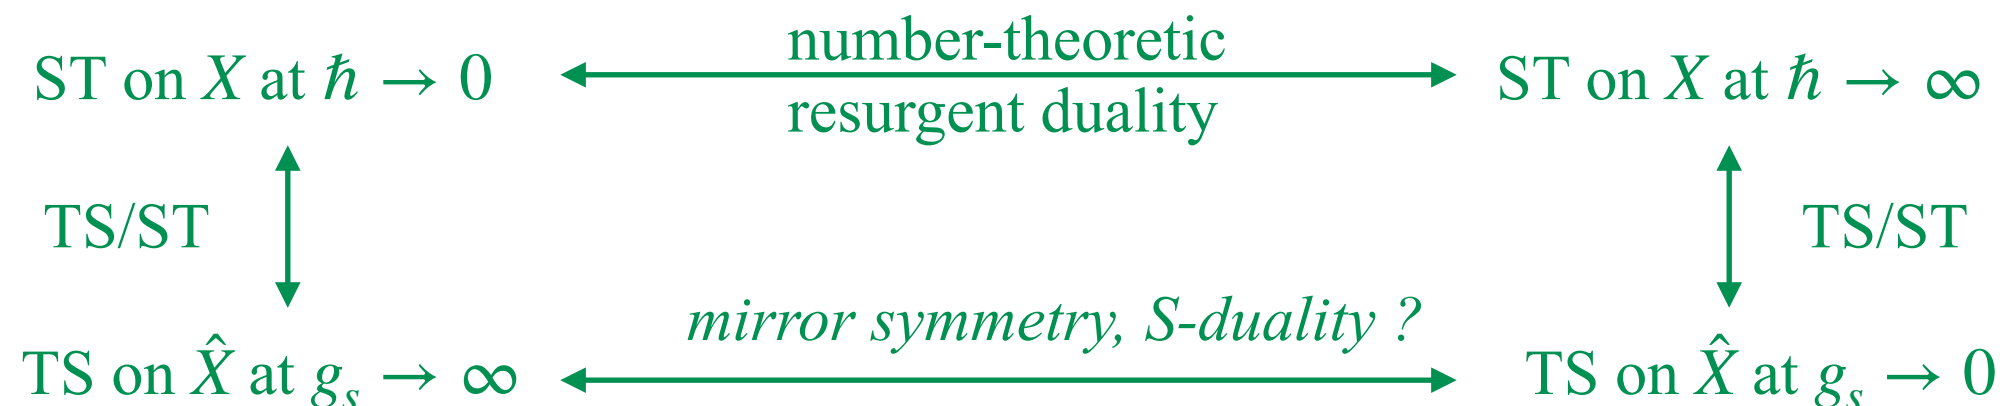 ST on X at ℏ → 0
number-theoretic
resurgent duality
ST on X at ℏ → ∞
TS/ST
TS/ST
mirror symmetry, S-duality ?
TS on X̂ at gₛ → ∞
TS on X̂ at gₛ → 0